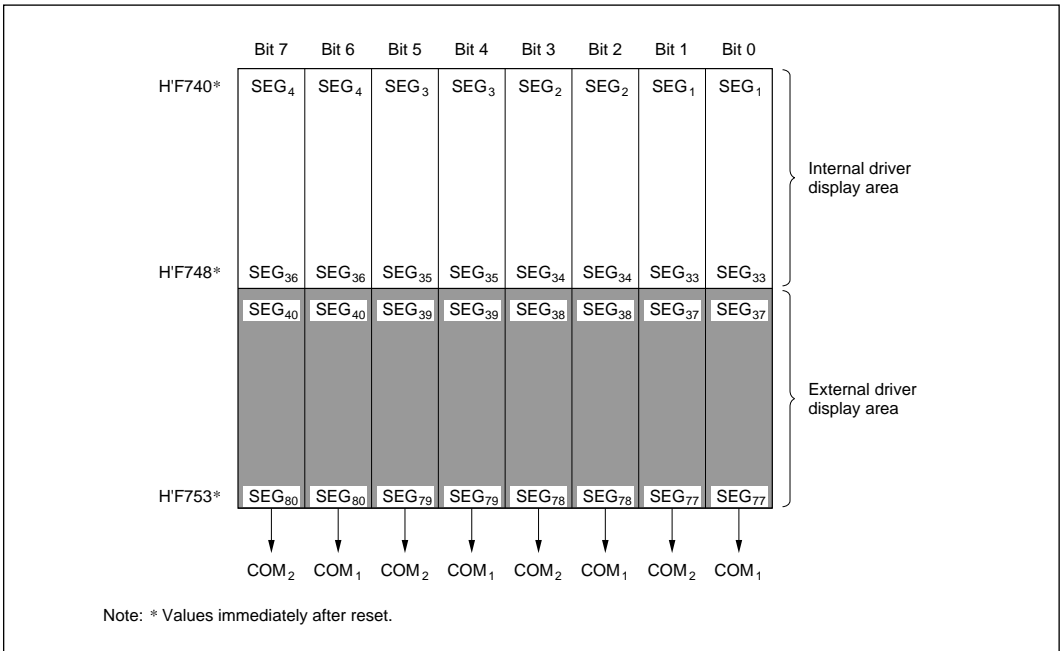 Bit 7 Bit 6 Bit 5 Bit 4 Bit 3 Bit 2 Bit 1 Bit 0
H'F740* SEG₄ SEG₄ SEG₃ SEG₃ SEG₂ SEG₂ SEG₁ SEG₁
Internal driver
display area
H'F748* SEG₃₆ SEG₃₆ SEG₃₅ SEG₃₅ SEG₃₄ SEG₃₄ SEG₃₃ SEG₃₃
SEG₄₀ SEG₄₀ SEG₃₉ SEG₃₉ SEG₃₈ SEG₃₈ SEG₃₇ SEG₃₇
External driver
display area
H'F753* SEG₈₀ SEG₈₀ SEG₇₉ SEG₇₉ SEG₇₈ SEG₇₈ SEG₇₇ SEG₇₇
COM₂ COM₁ COM₂ COM₁ COM₂ COM₁ COM₂ COM₁
Note: * Values immediately after reset.